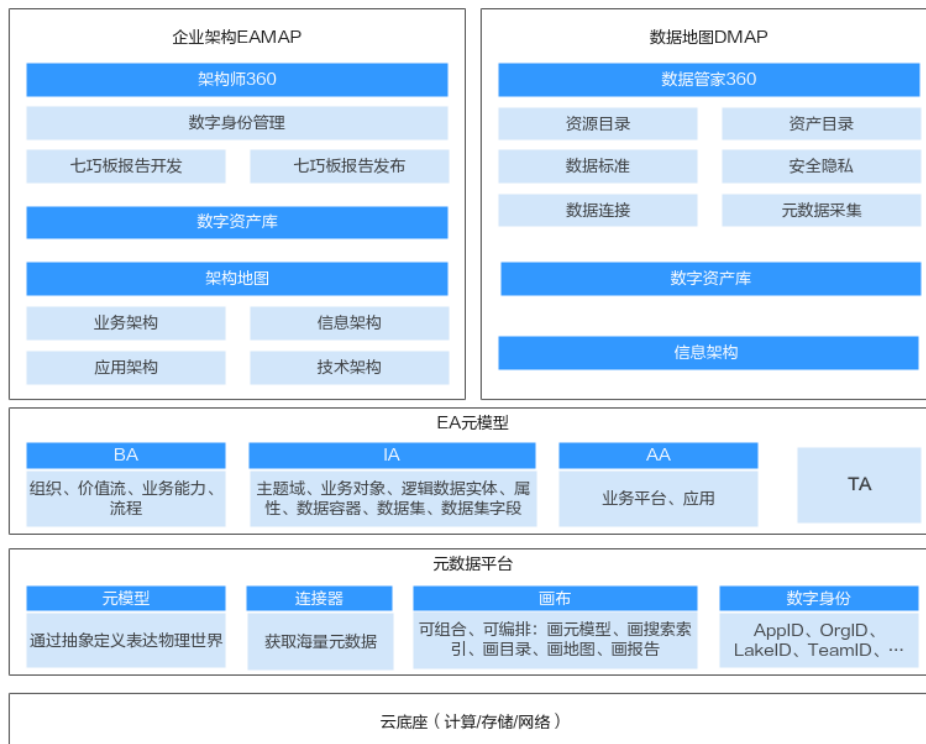 企业架构EAMAP
架构师360
数字身份管理
七巧板报告开发
七巧板报告发布
数字资产库
架构地图
业务架构
信息架构
应用架构
技术架构
数据地图DMAP
数据管家360
资源目录
资产目录
数据标准
安全隐私
数据连接
元数据采集
数字资产库
信息架构
EA元模型
BA
组织、价值流、业务能力、
流程
IA
主题域、业务对象、逻辑数据实体、属
性、数据容器、数据集、数据集字段
AA
业务平台、应用
TA
元数据平台
元模型
通过抽象定义表达物理世界
连接器
获取海量元数据
画布
可组合、可编排：画元模型、画搜索索
引、画目录、画地图、画报告
数字身份
AppID、OrgID、
LakeID、TeamID、…
云底座（计算/存储/网络）